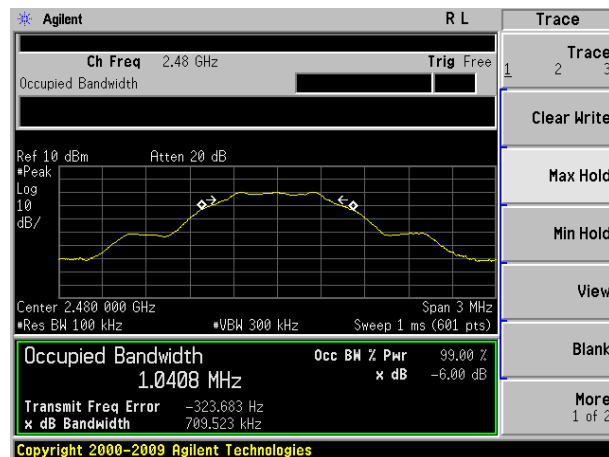 Agilent R L Trace
Ch Freq 2.48 GHz Trig Free
Occupied Bandwidth
Trace
1 2 3
Clear Write
Max Hold
Min Hold
View
Blank
More
1 of 2
Ref 10 dBm Atten 20 dB
#Peak
Log
10
dB/
Center 2.480 000 GHz Span 3 MHz
#Res BW 100 kHz #VBW 300 kHz Sweep 1 ms (601 pts)
Occupied Bandwidth Occ BW % Pwr 99.00 %
1.0408 MHz x dB -6.00 dB
Transmit Freq Error -323.683 Hz
x dB Bandwidth 709.523 kHz
Copyright 2000-2009 Agilent Technologies